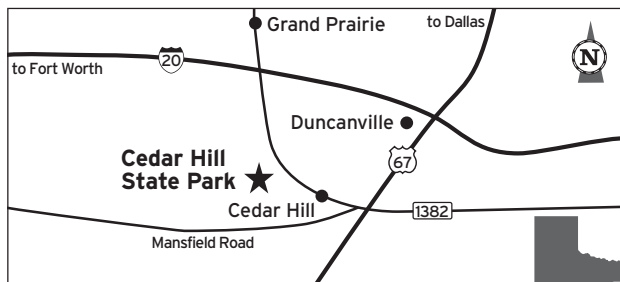 Grand Prairie
to Dallas
20
to Fort Worth
N
Duncanville
67
Cedar Hill
State Park
Cedar Hill
1382
Mansfield Road